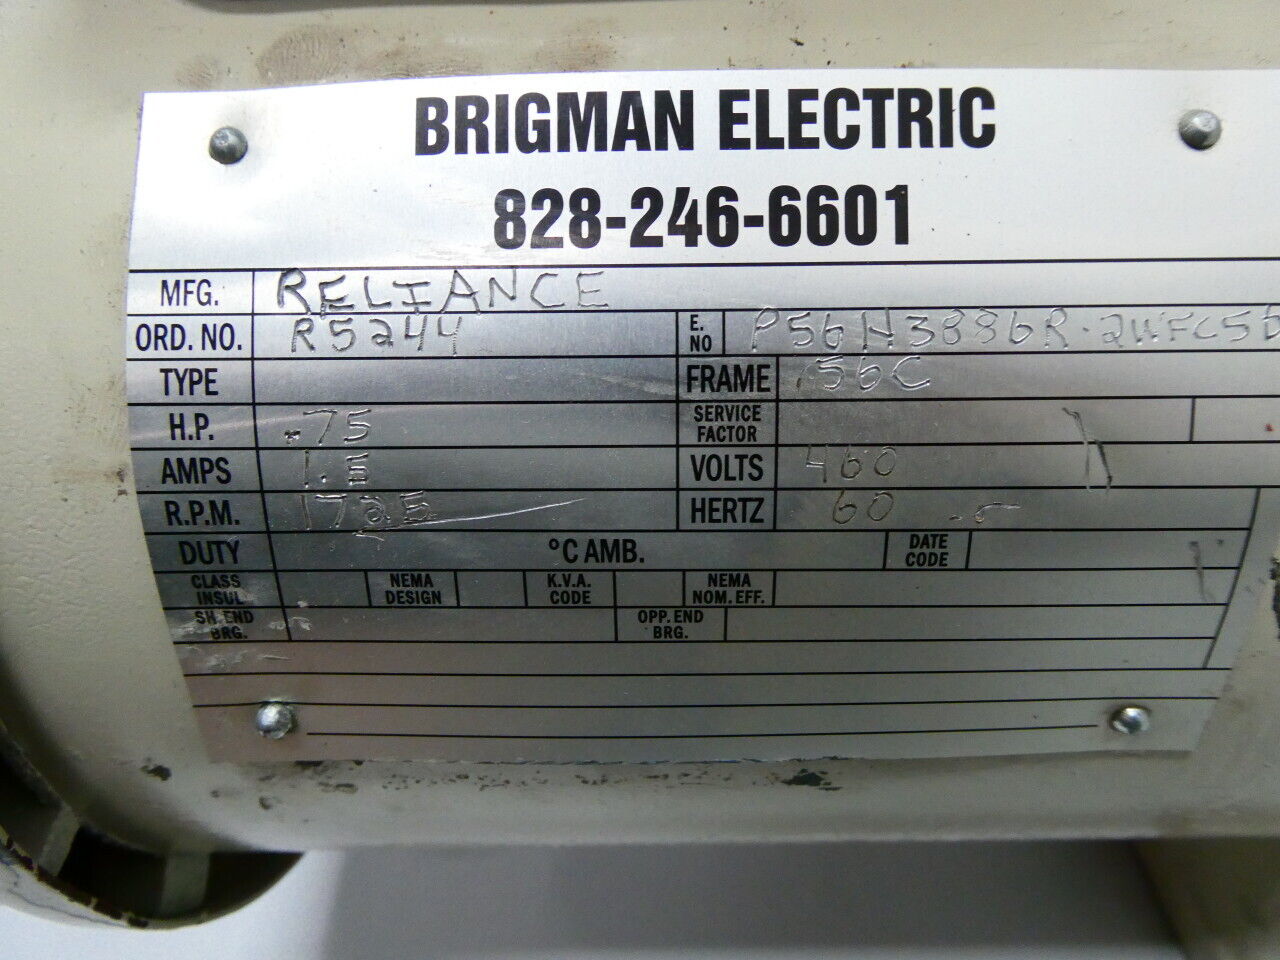 BRIGMAN ELECTRIC
828-246-6601
MFG. RELIANCE
ORD. NO. R5244 E. NO
TYPE FRAME 56C
H.P. .75 SERVICE FACTOR
AMPS VOLTS 460
R.P.M. 1725 HERTZ 60
DUTY °C AMB. DATE CODE
CLASS INSUL. NEMA DESIGN K.V.A. CODE NEMA NOM. EFF.
SH. END BRG. OPP. END BRG.